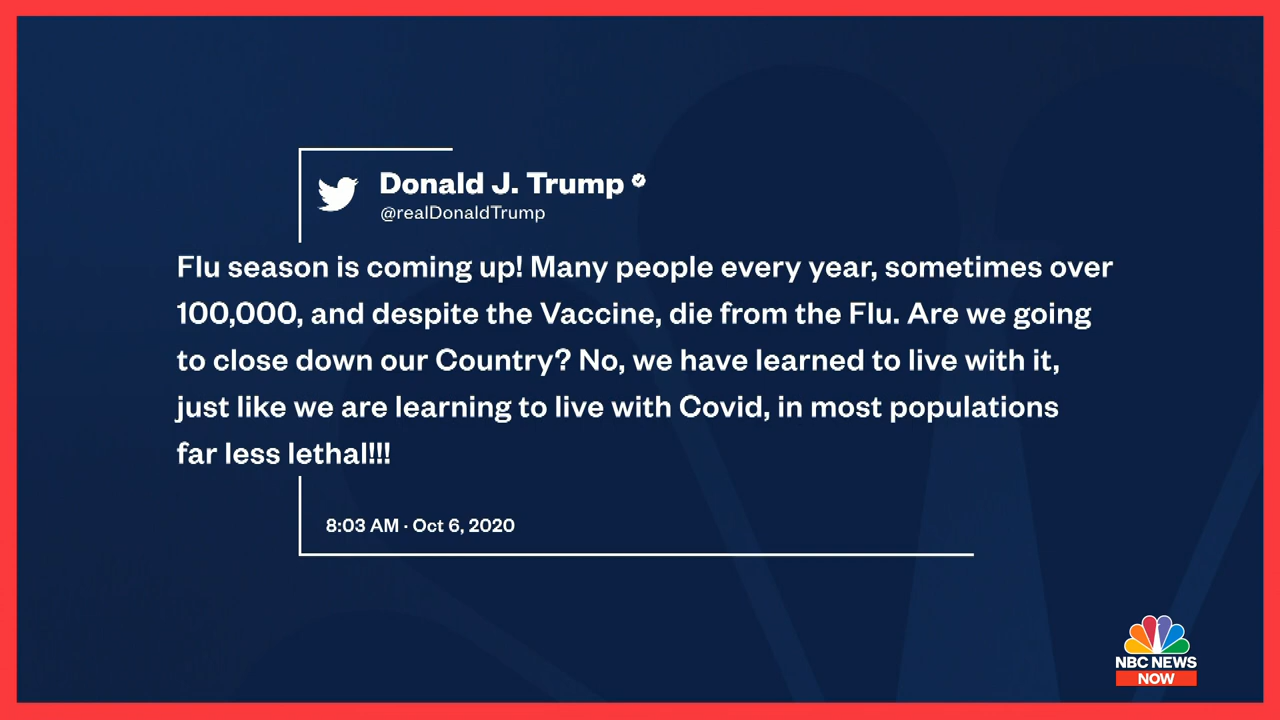 Donald J. Trump
@realDonaldTrump
Flu season is coming up! Many people every year, sometimes over
100,000, and despite the Vaccine, die from the Flu. Are we going
to close down our Country? No, we have learned to live with it,
just like we are learning to live with Covid, in most populations
far less lethal!!!
8:03 AM · Oct 6, 2020
NBC NEWS
NOW